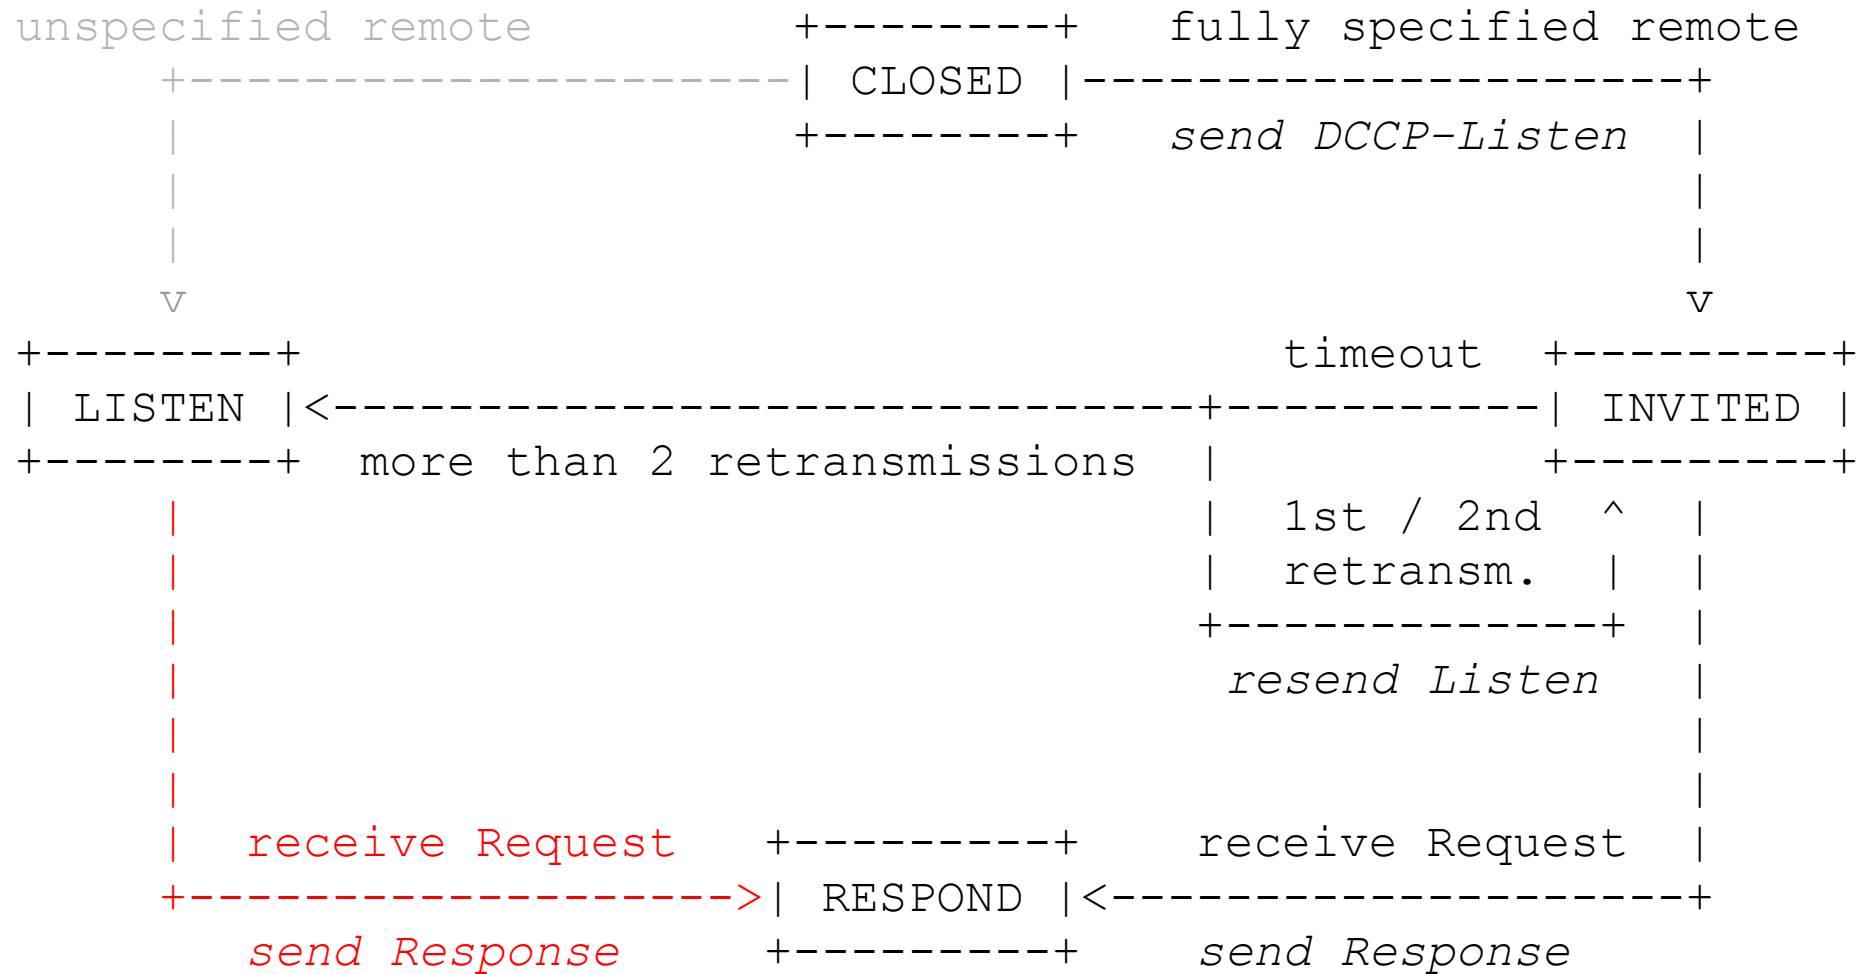 unspecified remote +--------+ fully specified remote
+---------------------| CLOSED |---------------------+
| +--------+ send DCCP-Listen |
| |
| |
v v
+--------+ timeout +---------+
| LISTEN |<------------------------------+-----------| INVITED |
+--------+ more than 2 retransmissions | +---------+
| | 1st / 2nd ^ |
| | retransm. | |
| +-------------+ |
| resend Listen |
| |
| |
| receive Request +---------+ receive Request |
+------------------->| RESPOND |<--------------------+
send Response +---------+ send Response